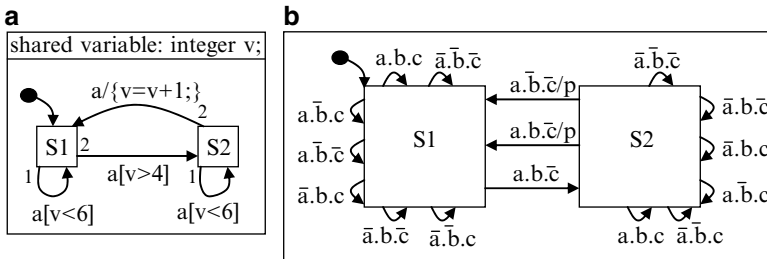 a
shared variable: integer v;
a/{v=v+1;}
2
S1
2
S2
1
a[v>4]
1
a[v<6]
a[v<6]
b
a.b.c
ā.b̄.c̄
ā.b̄.c̄
a.b̄.c
a.b̄.c̄
ā.b.c
S1
a.b̄.c̄/p
a.b.c̄/p
a.b.c̄
S2
ā.b.c̄
ā.b.c
a.b̄.c
ā.b.c̄
ā.b̄.c
a.b.c
ā.b̄.c